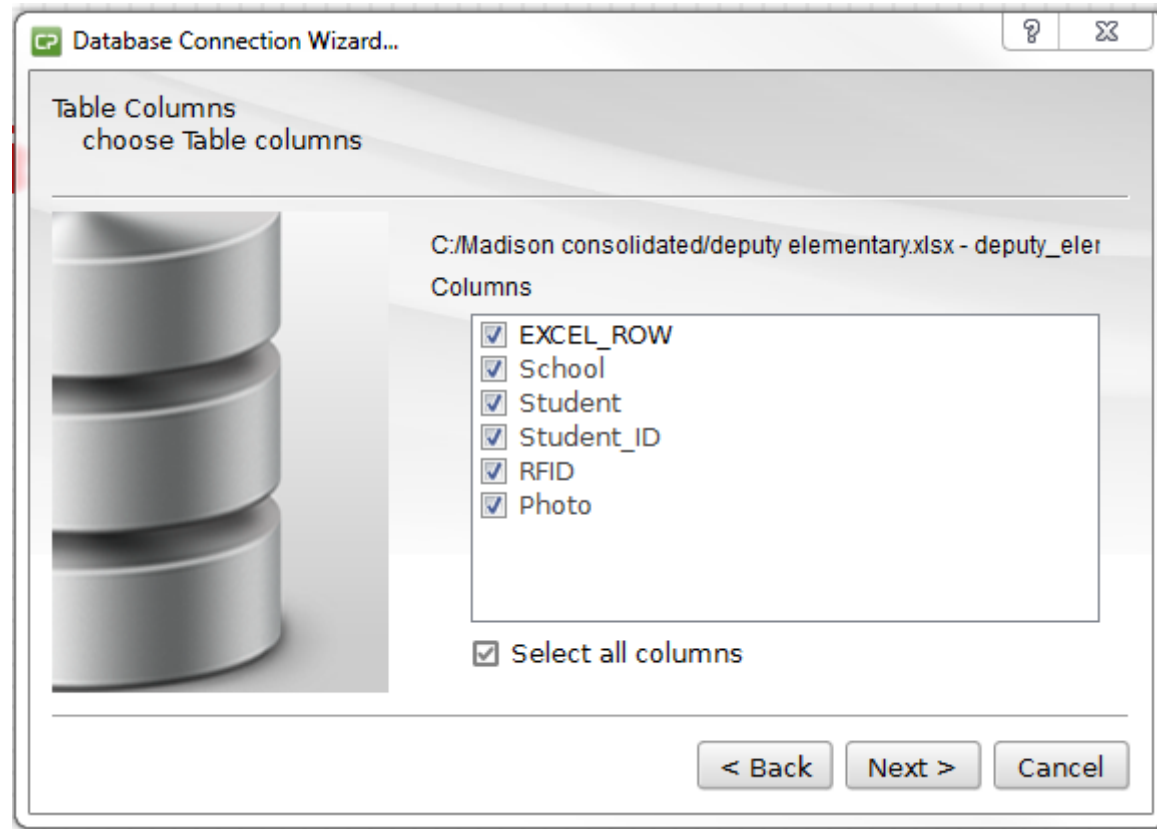 CP Database Connection Wizard...
Table Columns
choose Table columns
C:/Madison consolidated/deputy elementary.xlsx - deputy_eler
Columns
EXCEL_ROW
School
Student
Student_ID
RFID
Photo
Select all columns
< Back Next > Cancel